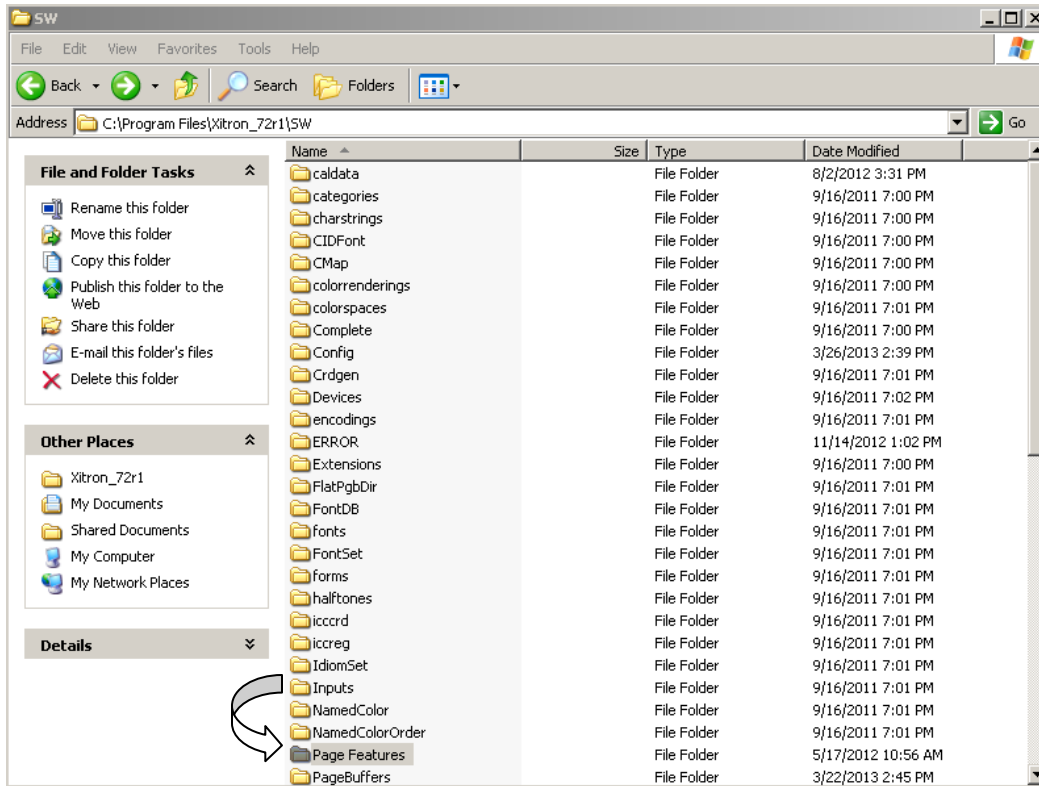 SW
File Edit View Favorites Tools Help
Back Search Folders
Address C:\Program Files\Xitron_72r1\SW Go
File and Folder Tasks
Rename this folder
Move this folder
Copy this folder
Publish this folder to the
Web
Share this folder
E-mail this folder's files
Delete this folder
Other Places
Xitron_72r1
My Documents
Shared Documents
My Computer
My Network Places
Details
Name Size Type Date Modified
caldata File Folder 8/2/2012 3:31 PM
categories File Folder 9/16/2011 7:00 PM
charstrings File Folder 9/16/2011 7:00 PM
CIDFont File Folder 9/16/2011 7:00 PM
CMap File Folder 9/16/2011 7:00 PM
colorrenderings File Folder 9/16/2011 7:00 PM
colorspaces File Folder 9/16/2011 7:01 PM
Complete File Folder 9/16/2011 7:00 PM
Config File Folder 3/26/2013 2:39 PM
Crdgen File Folder 9/16/2011 7:01 PM
Devices File Folder 9/16/2011 7:02 PM
encodings File Folder 9/16/2011 7:01 PM
ERROR File Folder 11/14/2012 1:02 PM
Extensions File Folder 9/16/2011 7:00 PM
FlatPgbDir File Folder 9/16/2011 7:01 PM
FontDB File Folder 9/16/2011 7:01 PM
fonts File Folder 9/16/2011 7:01 PM
FontSet File Folder 9/16/2011 7:01 PM
forms File Folder 9/16/2011 7:01 PM
halftones File Folder 9/16/2011 7:01 PM
icccrd File Folder 9/16/2011 7:01 PM
iccreg File Folder 9/16/2011 7:01 PM
IdiomSet File Folder 9/16/2011 7:01 PM
Inputs File Folder 9/16/2011 7:01 PM
NamedColor File Folder 9/16/2011 7:01 PM
NamedColorOrder File Folder 9/16/2011 7:01 PM
Page Features File Folder 5/17/2012 10:56 AM
PageBuffers File Folder 3/22/2013 2:45 PM